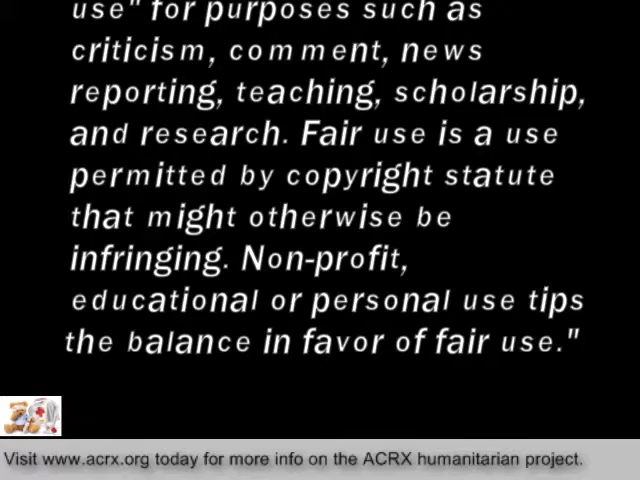 use" for purposes such as
criticism, comment, news
reporting, teaching, scholarship,
and research. Fair use is a use
permitted by copyright statute
that might otherwise be
infringing. Non-profit,
educational or personal use tips
the balance in favor of fair use."
Visit www.acrx.org today for more info on the ACRX humanitarian project.